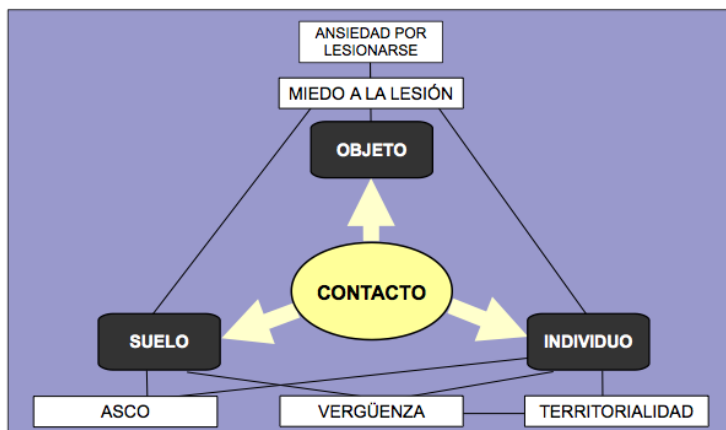 ANSIEDAD POR
LESIONARSE
MIEDO A LA LESIÓN
OBJETO
CONTACTO
SUELO
INDIVIDUO
ASCO
VERGÜENZA
TERRITORIALIDAD